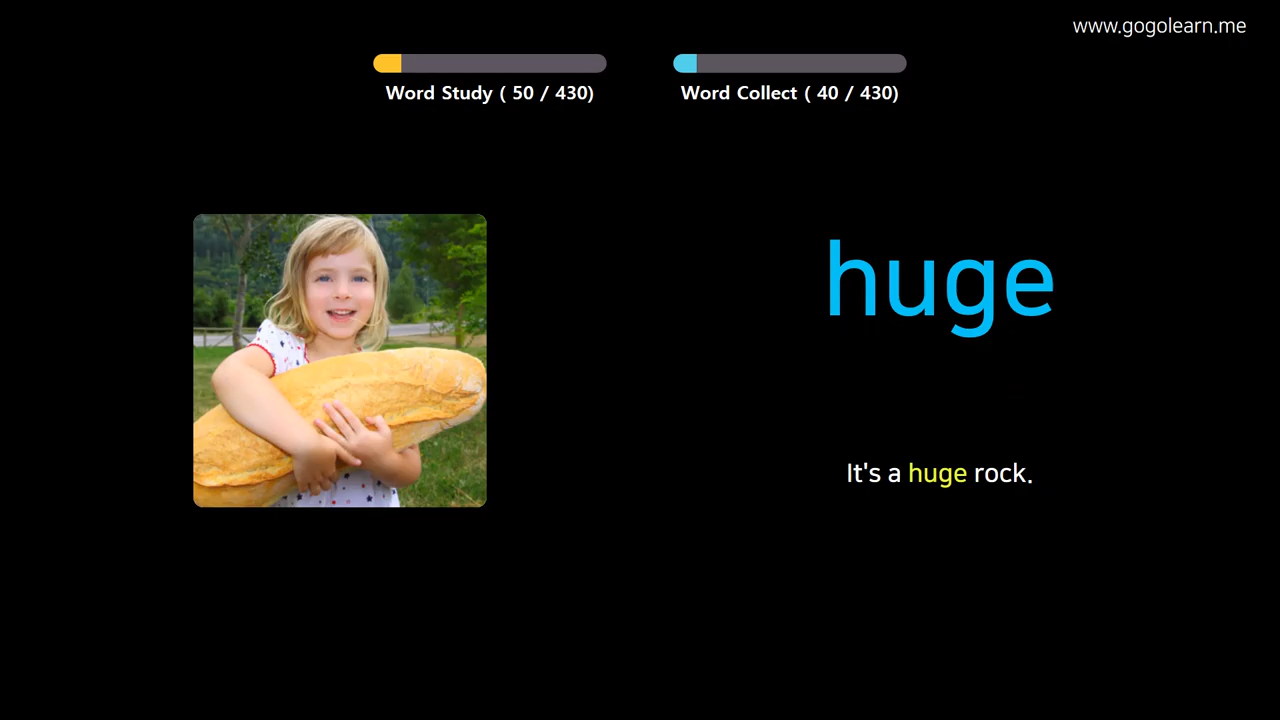 www.gogolearn.me
Word Study ( 50 / 430)
Word Collect ( 40 / 430)
huge
It's a huge rock.